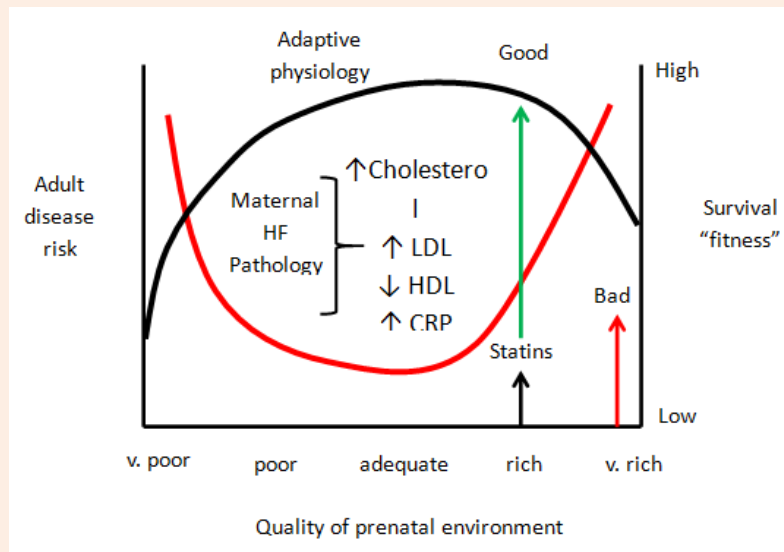 Adaptive
physiology
Good
High
Adult
disease
risk
Maternal
HF
Pathology
↑Cholestero
l
↑ LDL
↓ HDL
↑ CRP
Statins
Bad
Survival
“fitness”
Low
v. poor
poor
adequate
rich
v. rich
Quality of prenatal environment